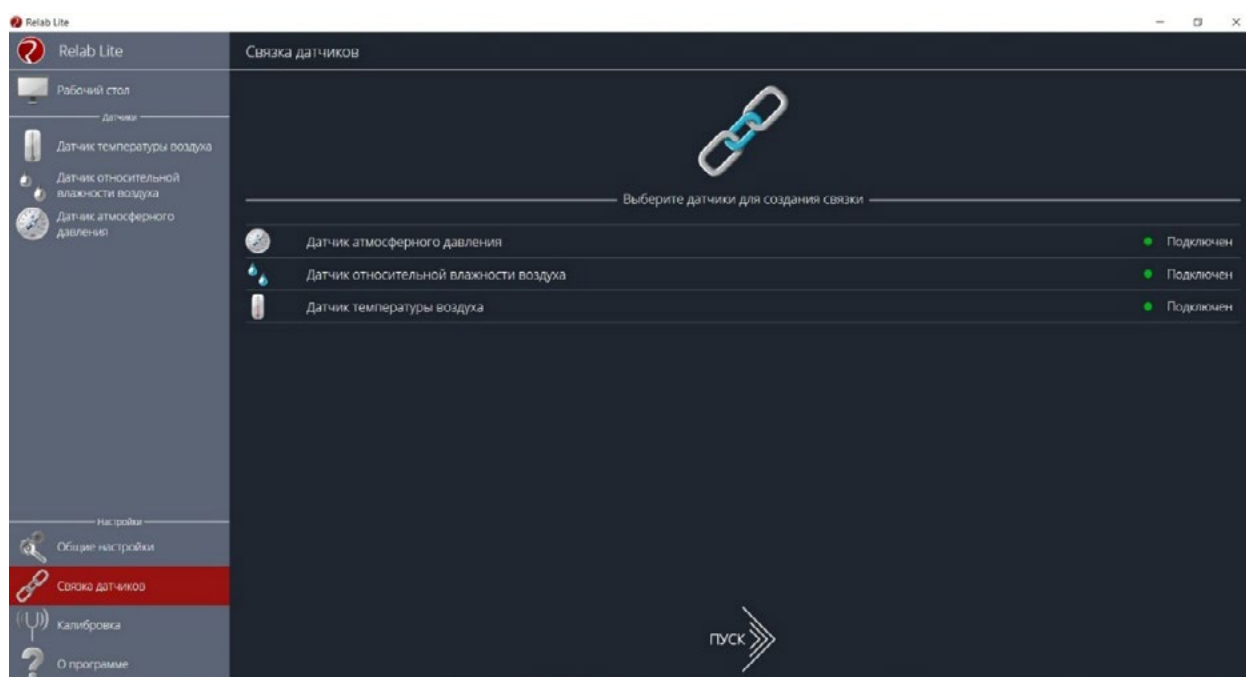 Relab Lite
Relab Lite
Рабочий стол
Датчики
Датчик температуры воздуха
Датчик относительной
влажности воздуха
Датчик атмосферного
давления
Настройки
Общие настройки
Связка датчиков
Калибровка
О программе
Связка датчиков
Выберите датчики для создания связки
Датчик атмосферного давления Подключен
Датчик относительной влажности воздуха Подключен
Датчик температуры воздуха Подключен
ПУСК